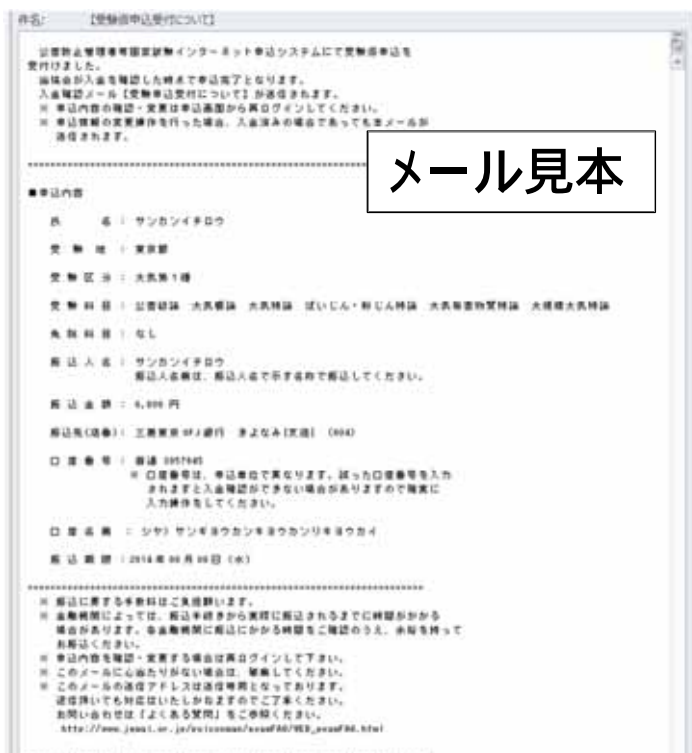 件名: 【受験仮申込受付について】
公害防止管理者等国家試験インターネット申込システムにて受験仮申込を
受付けました。
当協会が入金を確認した時点で申込完了となります。
入金確認メール【受験申込受付について】が送信されます。
※ 申込内容の確認・変更は申込画面から再ログインしてください。
※ 申込情報の変更操作を行った場合、入金済みの場合であっても本メールが
送信されます。
メール見本
■申込内容
氏 名 : サンカンイチロウ
受 験 地 : 東京都
受 験 区 分 : 大気第1種
受 験 科 目 : 公害総論 大気概論 大気特論 ばいじん・粉じん特論 大気有害物質特論 大規模大気特論
免 除 科 目 : なし
振 込 人 名 : サンカンイチロウ
振込人名欄は、振込人名で示す名称で振込してください。
振 込 金 額 : 6,800 円
振込先(店番): 三菱東京UFJ銀行 きよなみ[支店] (004)
口 座 番 号 : 普通
※ 口座番号は、申込単位で異なります。誤った口座番号を入力
されますと入金確認ができない場合がありますので確実に
入力操作をしてください。
口 座 名 義 : シヤ) サンギヨウカンキヨウカンリキヨウカイ
振 込 期 限 : 2014年00月00日(水)
※ 振込に要する手数料はご負担願います。
※ 金融機関によっては、振込手続きから実際に振込されるまでに時間がかかる
場合があります。各金融機関に振込にかかる時間をご確認のうえ、余裕を持って
お振込ください。
※ 申込内容を確認・変更する場合は再ログインして下さい。
※ このメールに心当たりがない場合は、破棄してください。
※ このメールの送信アドレスは送信専用となっております。
返信頂いても対応はいたしかねますのでご了承ください。
お問い合わせは「よくある質問」をご参照ください。